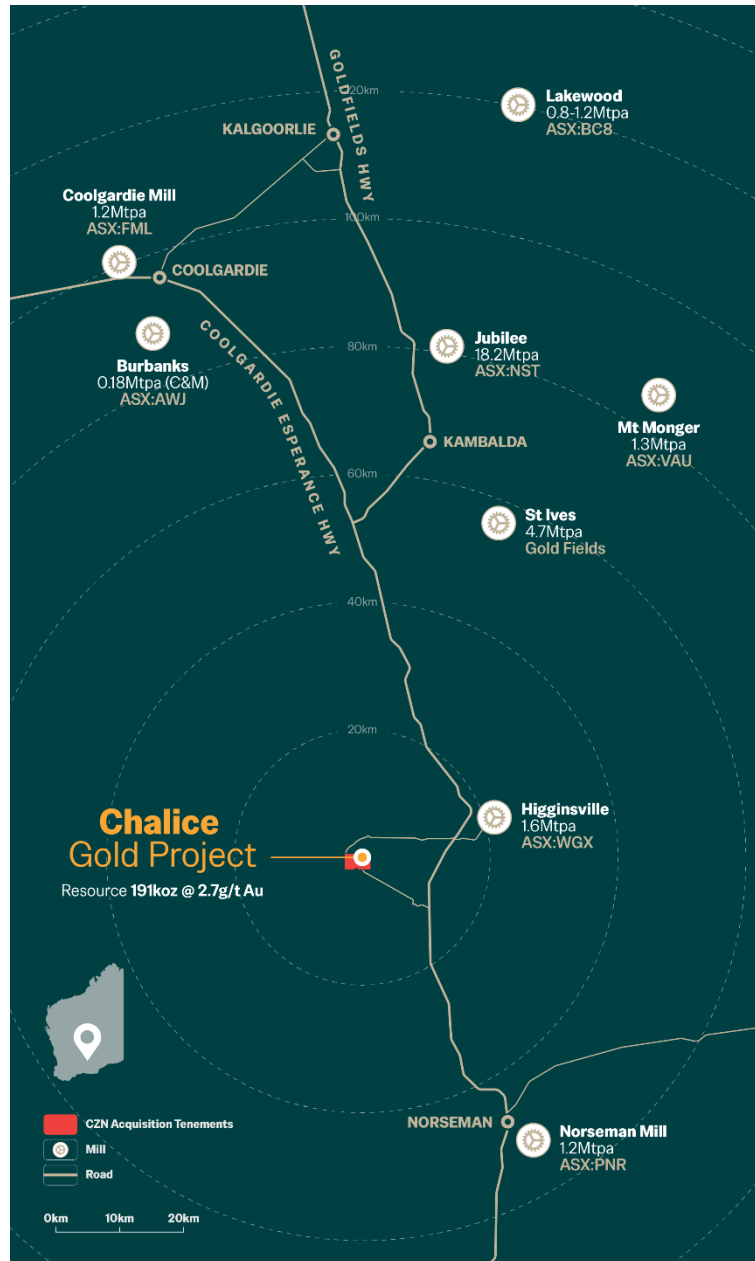 GOLDFIELDS HWY
120km
Lakewood
0.8-1.2Mtpa
ASX:BC8
KALGOORLIE
Coolgardie Mill
1.2Mtpa
ASX:FML
100km
COOLGARDIE
Burbanks
0.18Mtpa (C&M)
ASX:AWJ
COOLGARDIE ESPERANCE HWY
80km
Jubilee
18.2Mtpa
ASX:NST
Mt Monger
1.3Mtpa
ASX:VAU
KAMBALDA
60km
St Ives
4.7Mtpa
Gold Fields
40km
20km
Higginsville
1.6Mtpa
ASX:WGX
Chalice
Gold Project
Resource 191koz @ 2.7g/t Au
NORSEMAN
Norseman Mill
1.2Mtpa
ASX:PNR
CZN Acquisition Tenements
Mill
Road
0km 10km 20km